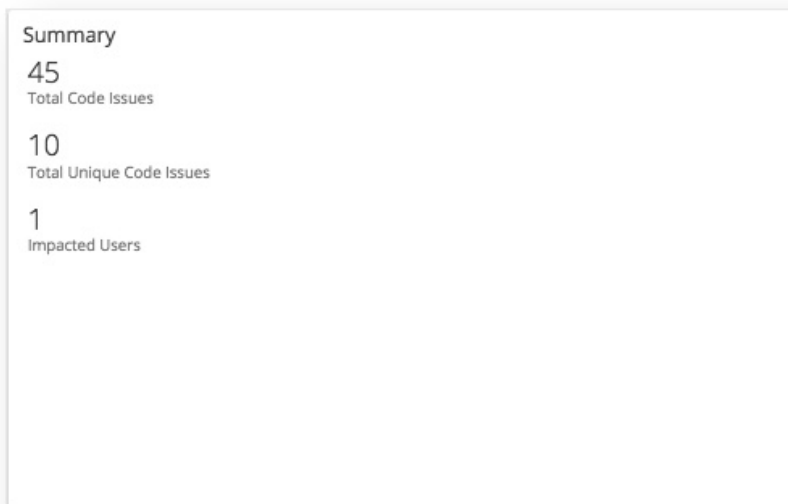 Summary
45
Total Code Issues
10
Total Unique Code Issues
1
Impacted Users